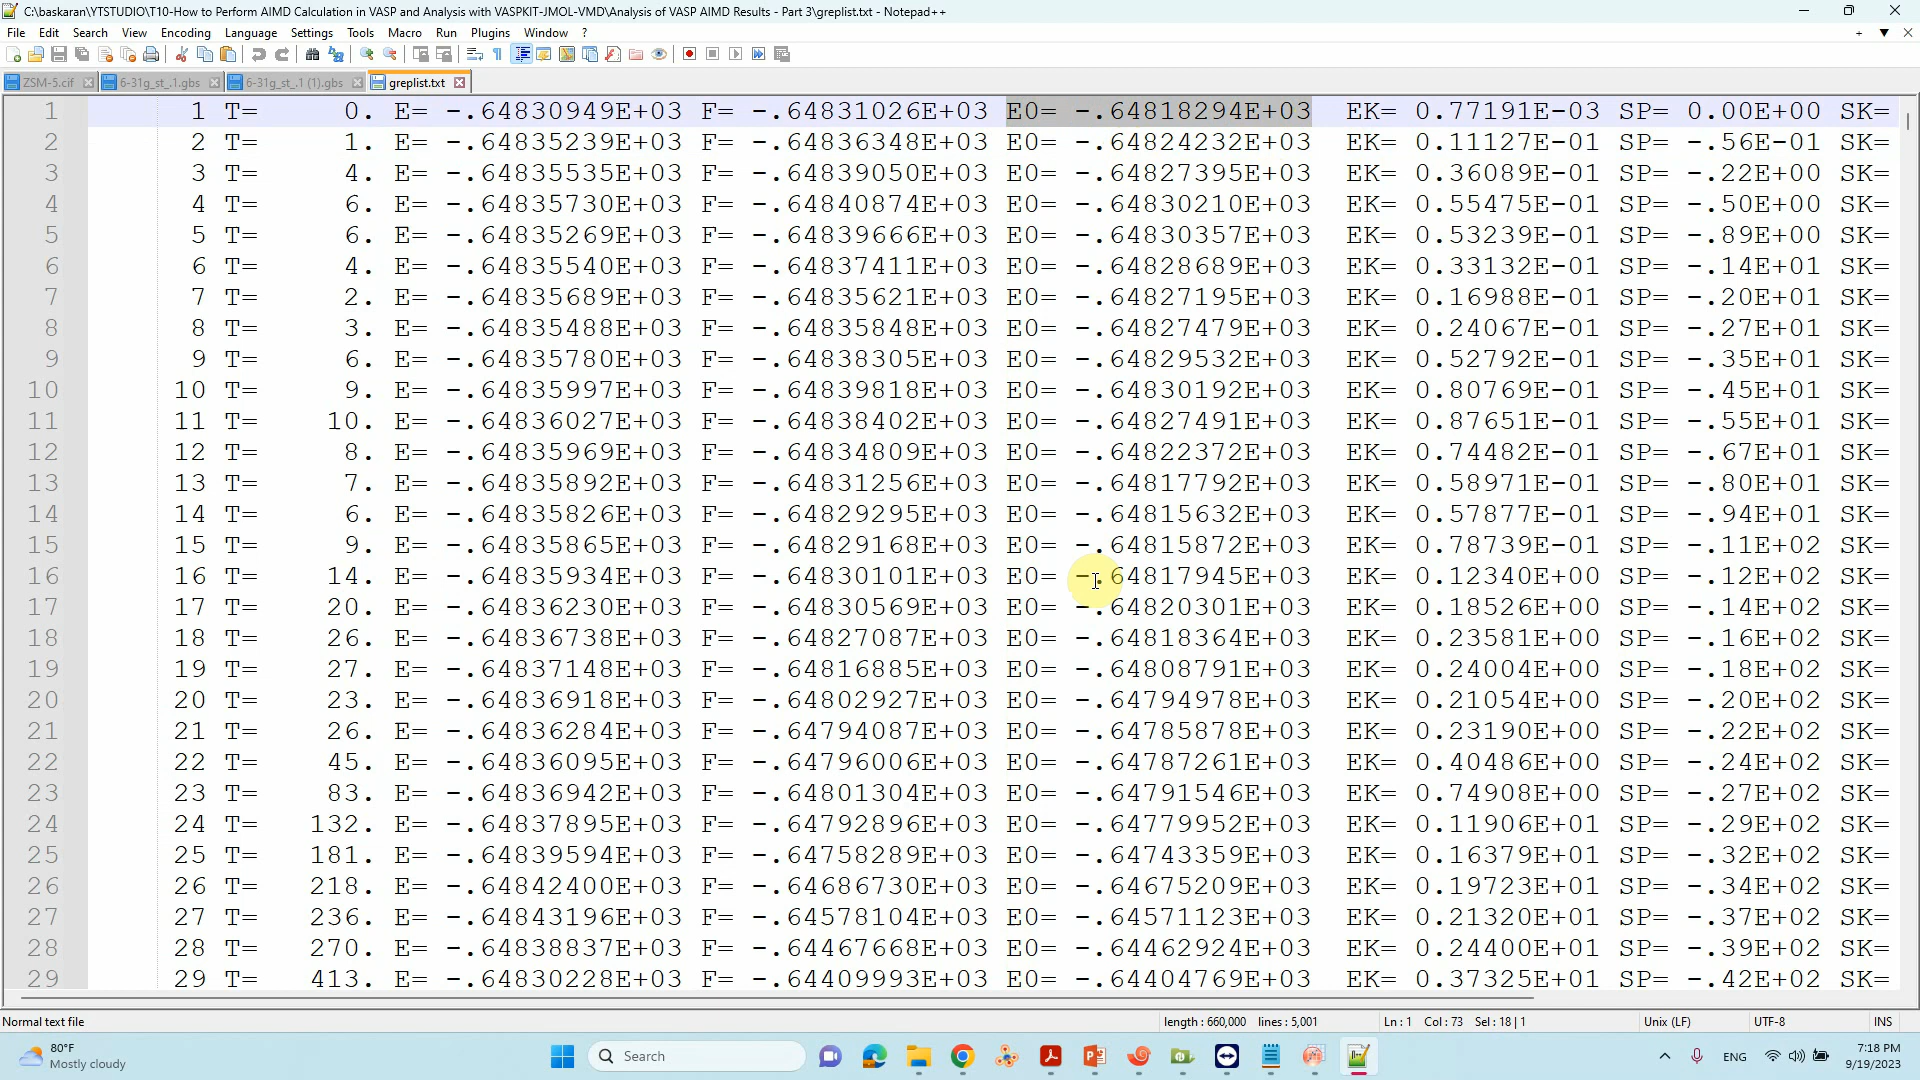 C:\baskaran\YTSTUDIO\T10-How to Perform AIMD Calculation in VASP and Analysis with VASPKIT-JMOL-VMD\Analysis of VASP AIMD Results - Part 3\greplist.txt - Notepad++
File Edit Search View Encoding Language Settings Tools Macro Run Plugins Window ?
ZSM-5.cif 6-31g_st_.1.gbs 6-31g_st_.1 (1).gbs greplist.txt
1 1 T= 0. E= -.64830949E+03 F= -.64831026E+03 E0= -.64818294E+03 EK= 0.77191E-03 SP= 0.00E+00 SK=
2 2 T= 1. E= -.64835239E+03 F= -.64836348E+03 E0= -.64824232E+03 EK= 0.11127E-01 SP= -.56E-01 SK=
3 3 T= 4. E= -.64835535E+03 F= -.64839050E+03 E0= -.64827395E+03 EK= 0.36089E-01 SP= -.22E+00 SK=
4 4 T= 6. E= -.64835730E+03 F= -.64840874E+03 E0= -.64830210E+03 EK= 0.55475E-01 SP= -.50E+00 SK=
5 5 T= 6. E= -.64835269E+03 F= -.64839666E+03 E0= -.64830357E+03 EK= 0.53239E-01 SP= -.89E+00 SK=
6 6 T= 4. E= -.64835540E+03 F= -.64837411E+03 E0= -.64828689E+03 EK= 0.33132E-01 SP= -.14E+01 SK=
7 7 T= 2. E= -.64835689E+03 F= -.64835621E+03 E0= -.64827195E+03 EK= 0.16988E-01 SP= -.20E+01 SK=
8 8 T= 3. E= -.64835488E+03 F= -.64835848E+03 E0= -.64827479E+03 EK= 0.24067E-01 SP= -.27E+01 SK=
9 9 T= 6. E= -.64835780E+03 F= -.64838305E+03 E0= -.64829532E+03 EK= 0.52792E-01 SP= -.35E+01 SK=
10 10 T= 9. E= -.64835997E+03 F= -.64839818E+03 E0= -.64830192E+03 EK= 0.80769E-01 SP= -.45E+01 SK=
11 11 T= 10. E= -.64836027E+03 F= -.64838402E+03 E0= -.64827491E+03 EK= 0.87651E-01 SP= -.55E+01 SK=
12 12 T= 8. E= -.64835969E+03 F= -.64834809E+03 E0= -.64822372E+03 EK= 0.74482E-01 SP= -.67E+01 SK=
13 13 T= 7. E= -.64835892E+03 F= -.64831256E+03 E0= -.64817792E+03 EK= 0.58971E-01 SP= -.80E+01 SK=
14 14 T= 6. E= -.64835826E+03 F= -.64829295E+03 E0= -.64815632E+03 EK= 0.57877E-01 SP= -.94E+01 SK=
15 15 T= 9. E= -.64835865E+03 F= -.64829168E+03 E0= -.64815872E+03 EK= 0.78739E-01 SP= -.11E+02 SK=
16 16 T= 14. E= -.64835934E+03 F= -.64830101E+03 E0= -.64817945E+03 EK= 0.12340E+00 SP= -.12E+02 SK=
17 17 T= 20. E= -.64836230E+03 F= -.64830569E+03 E0= -.64820301E+03 EK= 0.18526E+00 SP= -.14E+02 SK=
18 18 T= 26. E= -.64836738E+03 F= -.64827087E+03 E0= -.64818364E+03 EK= 0.23581E+00 SP= -.16E+02 SK=
19 19 T= 27. E= -.64837148E+03 F= -.64816885E+03 E0= -.64808791E+03 EK= 0.24004E+00 SP= -.18E+02 SK=
20 20 T= 23. E= -.64836918E+03 F= -.64802927E+03 E0= -.64794978E+03 EK= 0.21054E+00 SP= -.20E+02 SK=
21 21 T= 26. E= -.64836284E+03 F= -.64794087E+03 E0= -.64785878E+03 EK= 0.23190E+00 SP= -.22E+02 SK=
22 22 T= 45. E= -.64836095E+03 F= -.64796006E+03 E0= -.64787261E+03 EK= 0.40486E+00 SP= -.24E+02 SK=
23 23 T= 83. E= -.64836942E+03 F= -.64801304E+03 E0= -.64791546E+03 EK= 0.74908E+00 SP= -.27E+02 SK=
24 24 T= 132. E= -.64837895E+03 F= -.64792896E+03 E0= -.64779952E+03 EK= 0.11906E+01 SP= -.29E+02 SK=
25 25 T= 181. E= -.64839594E+03 F= -.64758289E+03 E0= -.64743359E+03 EK= 0.16379E+01 SP= -.32E+02 SK=
26 26 T= 218. E= -.64842400E+03 F= -.64686730E+03 E0= -.64675209E+03 EK= 0.19723E+01 SP= -.34E+02 SK=
27 27 T= 236. E= -.64843196E+03 F= -.64578104E+03 E0= -.64571123E+03 EK= 0.21320E+01 SP= -.37E+02 SK=
28 28 T= 270. E= -.64838837E+03 F= -.64467668E+03 E0= -.64462924E+03 EK= 0.24400E+01 SP= -.39E+02 SK=
29 29 T= 413. E= -.64830228E+03 F= -.64409993E+03 E0= -.64404769E+03 EK= 0.37325E+01 SP= -.42E+02 SK=
Normal text file length : 660,000 lines : 5,001 Ln : 1 Col : 73 Sel : 18 | 1 Unix (LF) UTF-8 INS
80°F
Mostly cloudy
Search
ENG
7:18 PM
9/19/2023